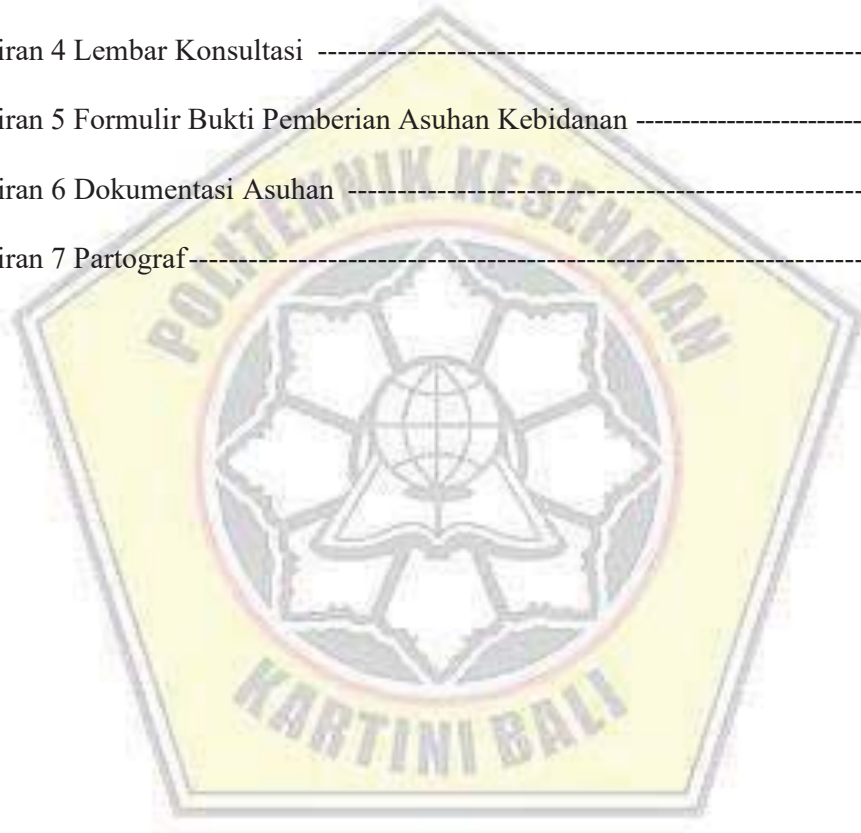 iran 4 Lembar Konsultasi ------------------------------------------------------------
iran 5 Formulir Bukti Pemberian Asuhan Kebidanan -------------------------
iran 6 Dokumentasi Asuhan ---------------------------------------------------------
iran 7 Partograf-------------------------------------------------------------------------
POLITEKNIK KESEHATAN
KARTINI BALI